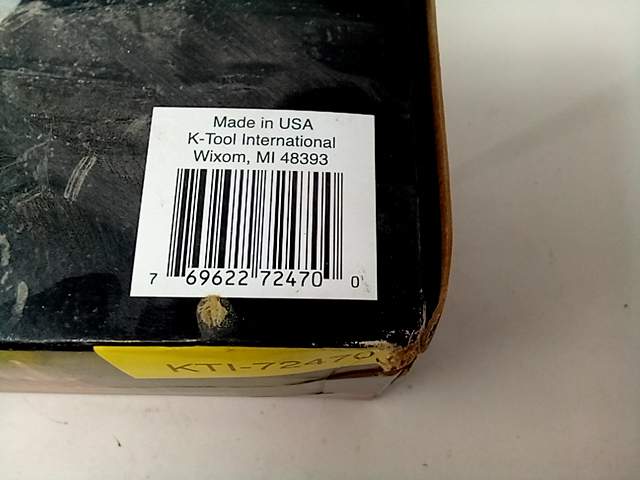 Made in USA
K-Tool International
Wixom, MI 48393
7 69622 72470 0
KTI-72470